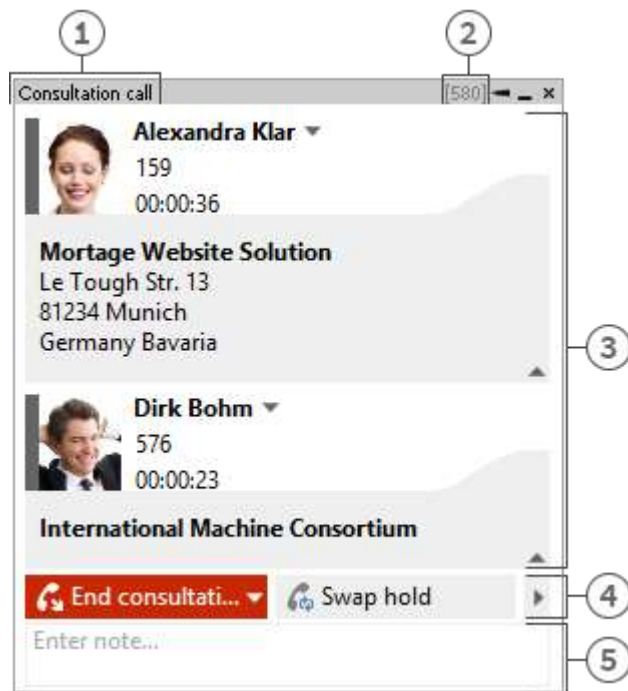 1
2
Consultation call [580]
Alexandra Klar
159
00:00:36
Mortage Website Solution
Le Tough Str. 13
81234 Munich
Germany Bavaria
3
Dirk Bohm
576
00:00:23
International Machine Consortium
End consultati... Swap hold
4
Enter note...
5